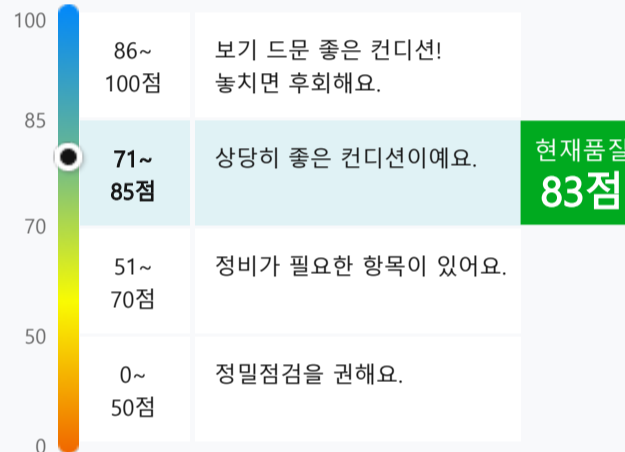 100
86~
100점
보기 드문 좋은 컨디션!
놓치면 후회해요.
85
71~
85점
상당히 좋은 컨디션이예요.
현재품질
83점
70
51~
70점
정비가 필요한 항목이 있어요.
50
0~
50점
정밀점검을 권해요.
0